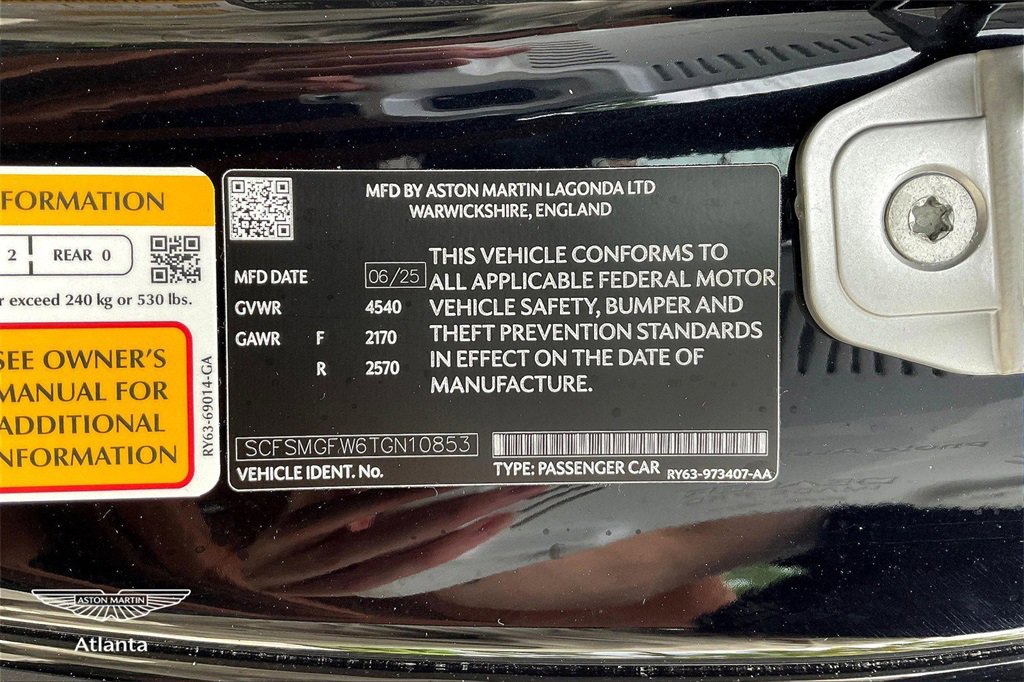 FORMATION
2 REAR 0
r exceed 240 kg or 530 lbs.
SEE OWNER'S
MANUAL FOR
ADDITIONAL
NFORMATION
RY63-69014-GA
MFD BY ASTON MARTIN LAGONDA LTD
WARWICKSHIRE, ENGLAND
MFD DATE 06/25
GVWR 4540
GAWR F 2170
R 2570
THIS VEHICLE CONFORMS TO
ALL APPLICABLE FEDERAL MOTOR
VEHICLE SAFETY, BUMPER AND
THEFT PREVENTION STANDARDS
IN EFFECT ON THE DATE OF
MANUFACTURE.
SCFSMGFW6TGN10853
VEHICLE IDENT. No.
TYPE: PASSENGER CAR
RY63-973407-AA
ASTON MARTIN
Atlanta